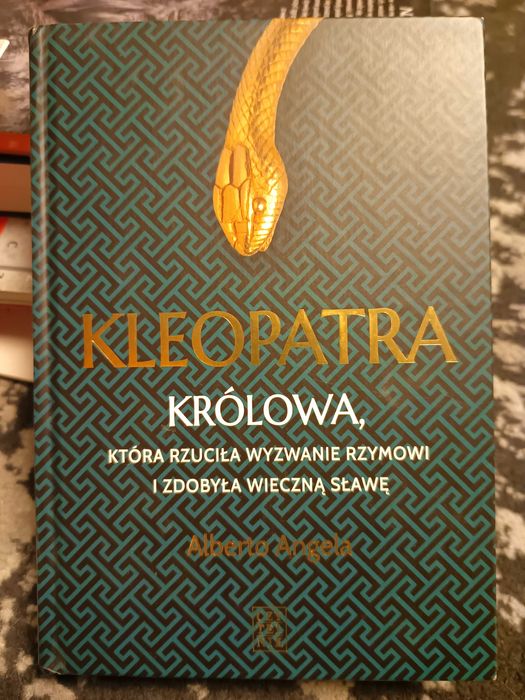 KLEOPATRA
KRÓLOWA,
KTÓRA RZUCIŁA WYZWANIE RZYMOWI
I ZDOBYŁA WIECZNĄ SŁAWĘ
Alberto Angela